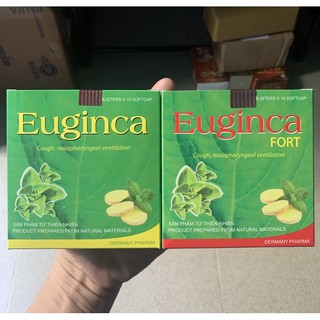 BLISTERS X 10 SOFTCAP
Euginca
Cough, nasopharyngeal ventilation
SẢN PHẨM TỪ THIÊN NHIÊN
PRODUCT PREPARED FROM NATURAL MATERIALS
GERMANY PHARMA
BLISTERS X 10 SOFTCAP
Euginca
FORT
Cough, nasopharyngeal ventilation
SẢN PHẨM TỪ THIÊN NHIÊN
PRODUCT PREPARED FROM NATURAL MATERIALS
GERMANY PHARMA